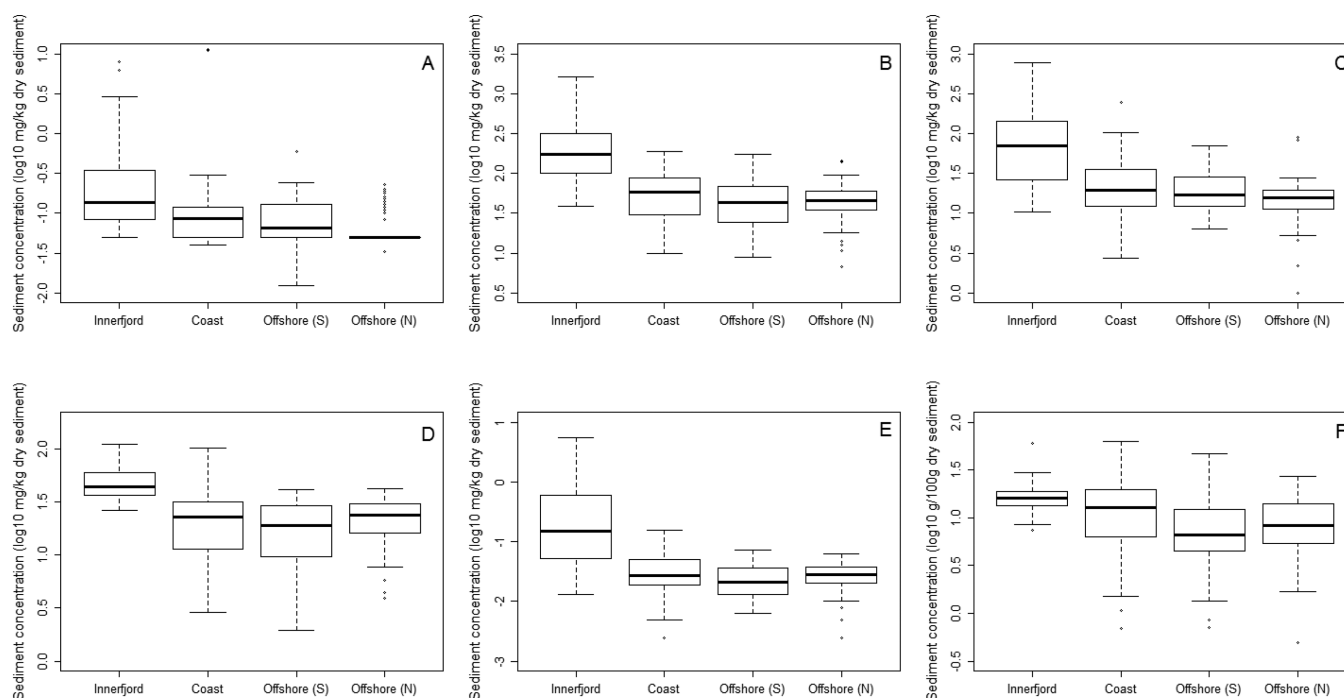 A
Sediment concentration (log10 mg/kg dry sediment)
1.0
0.5
0.0
-0.5
-1.0
-1.5
-2.0
Innerfjord Coast Offshore (S) Offshore (N)
B
Sediment concentration (log10 mg/kg dry sediment)
3.5
3.0
2.5
2.0
1.5
1.0
0.5
Innerfjord Coast Offshore (S) Offshore (N)
C
Sediment concentration (log10 mg/kg dry sediment)
3.0
2.5
2.0
1.5
1.0
0.5
0.0
Innerfjord Coast Offshore (S) Offshore (N)
D
Sediment concentration (log10 mg/kg dry sediment)
2.0
1.5
1.0
0.5
0.0
Innerfjord Coast Offshore (S) Offshore (N)
E
Sediment concentration (log10 mg/kg dry sediment)
1
0
-1
-2
-3
Innerfjord Coast Offshore (S) Offshore (N)
F
Sediment concentration (log10 g/100g dry sediment)
2.0
1.5
1.0
0.5
0.0
-0.5
Innerfjord Coast Offshore (S) Offshore (N)